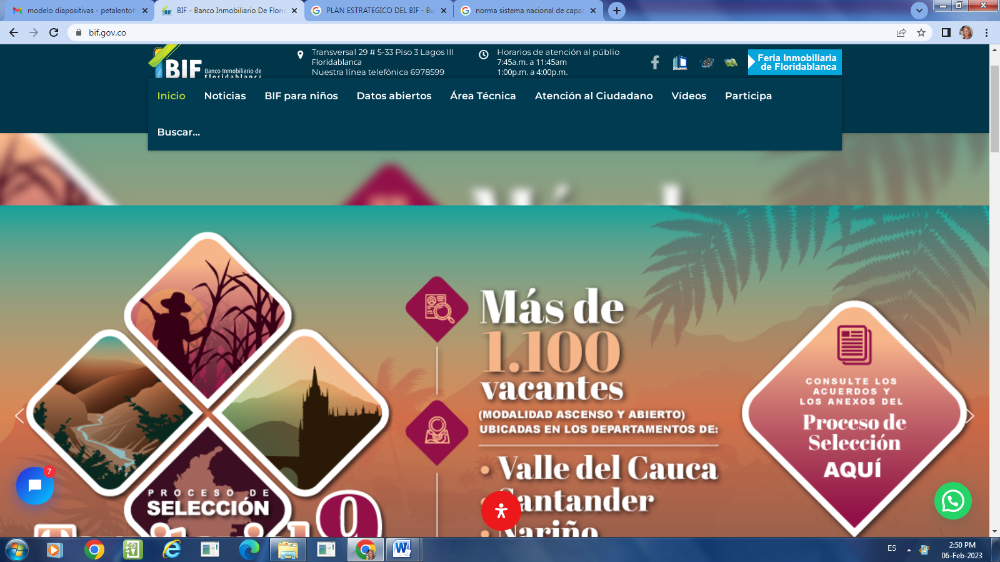 modelo diapositivas - petalentoh
BIF - Banco Inmobiliario De Floric
PLAN ESTRATEGICO DEL BIF - Bu
norma sistema nacional de capac
bif.gov.co
BIF Banco Inmobiliario de
Floridablanca
Transversal 29 # 5-33 Piso 3 Lagos III
Floridablanca
Nuestra línea telefónica 6978599
Horarios de atención al públio
7:45a.m. a 11:45am
1:00p.m. a 4:00p.m.
Feria Inmobiliaria
de Floridablanca
Inicio
Noticias
BIF para niños
Datos abiertos
Área Técnica
Atención al Ciudadano
Vídeos
Participa
Buscar...
Más de
1.100
vacantes
(MODALIDAD ASCENSO Y ABIERTO)
UBICADAS EN LOS DEPARTAMENTOS DE:
• Valle del Cauca
• Santander
• Nariño
CONSULTE LOS
ACUERDOS Y
LOS ANEXOS DEL
Proceso de
Selección
AQUÍ
PROCESO DE
SELECCIÓN
9
7
ES
2:50 PM
06-Feb-2023